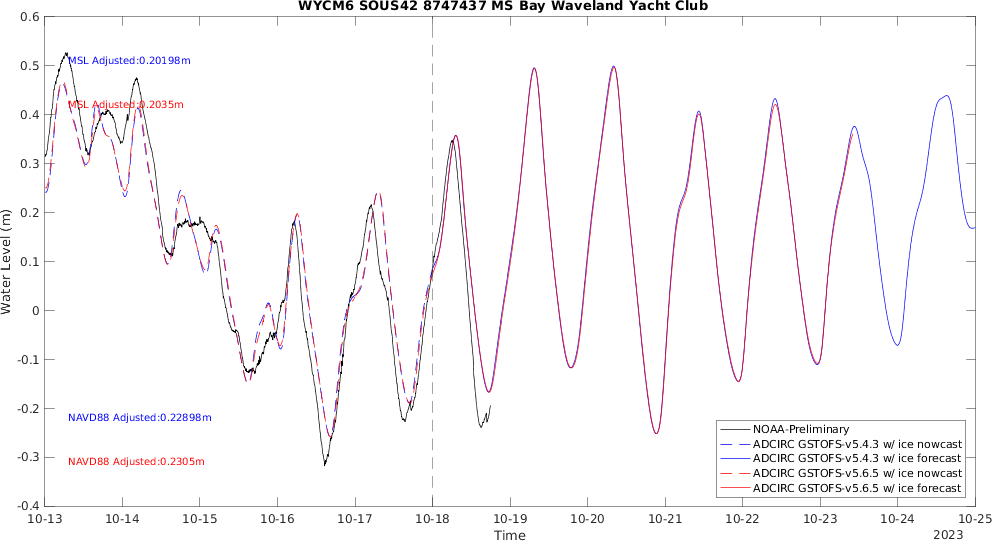 WYCM6 SOUS42 8747437 MS Bay Waveland Yacht Club
0.6
0.5
0.4
0.3
0.2
0.1
0
-0.1
-0.2
-0.3
-0.4
Water Level (m)
MSL Adjusted:0.20198m
MSL Adjusted:0.2035m
NAVD88 Adjusted:0.22898m
NAVD88 Adjusted:0.2305m
NOAA-Preliminary
ADCIRC GSTOFS-v5.4.3 w/ ice nowcast
ADCIRC GSTOFS-v5.4.3 w/ ice forecast
ADCIRC GSTOFS-v5.6.5 w/ ice nowcast
ADCIRC GSTOFS-v5.6.5 w/ ice forecast
10-13 10-14 10-15 10-16 10-17 10-18 10-19 10-20 10-21 10-22 10-23 10-24 10-25
Time
2023